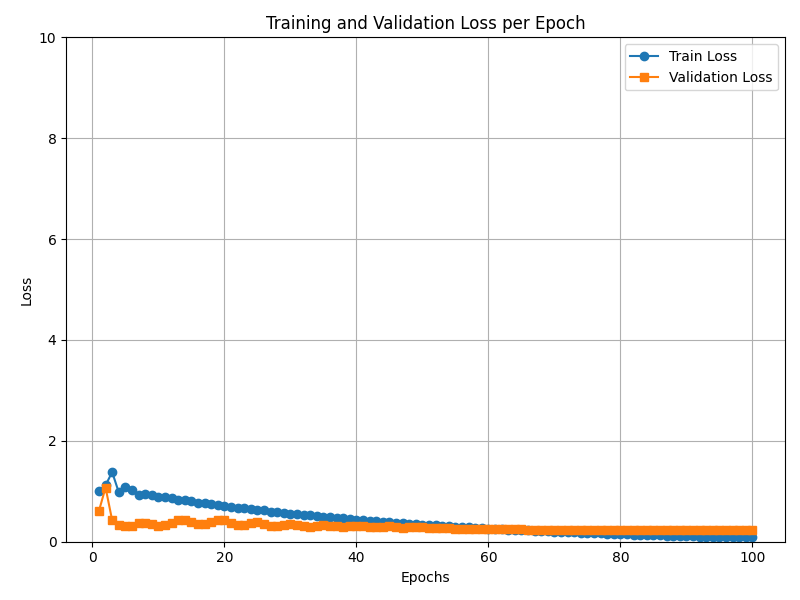 Training and Validation Loss per Epoch
Train Loss
Validation Loss
10
8
6
4
2
0
Loss
0 20 40 60 80 100
Epochs